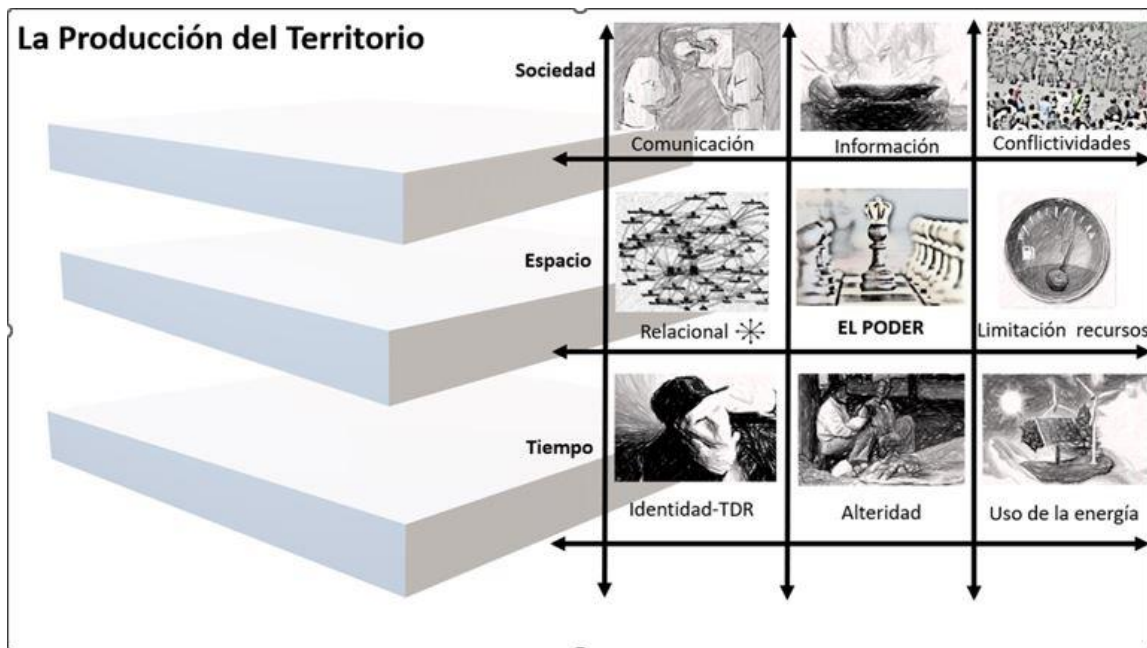 La Producción del Territorio
Sociedad
Comunicación
Información
Conflictividades
Espacio
Relacional
EL PODER
Limitación recursos
Tiempo
Identidad-TDR
Alteridad
Uso de la energía